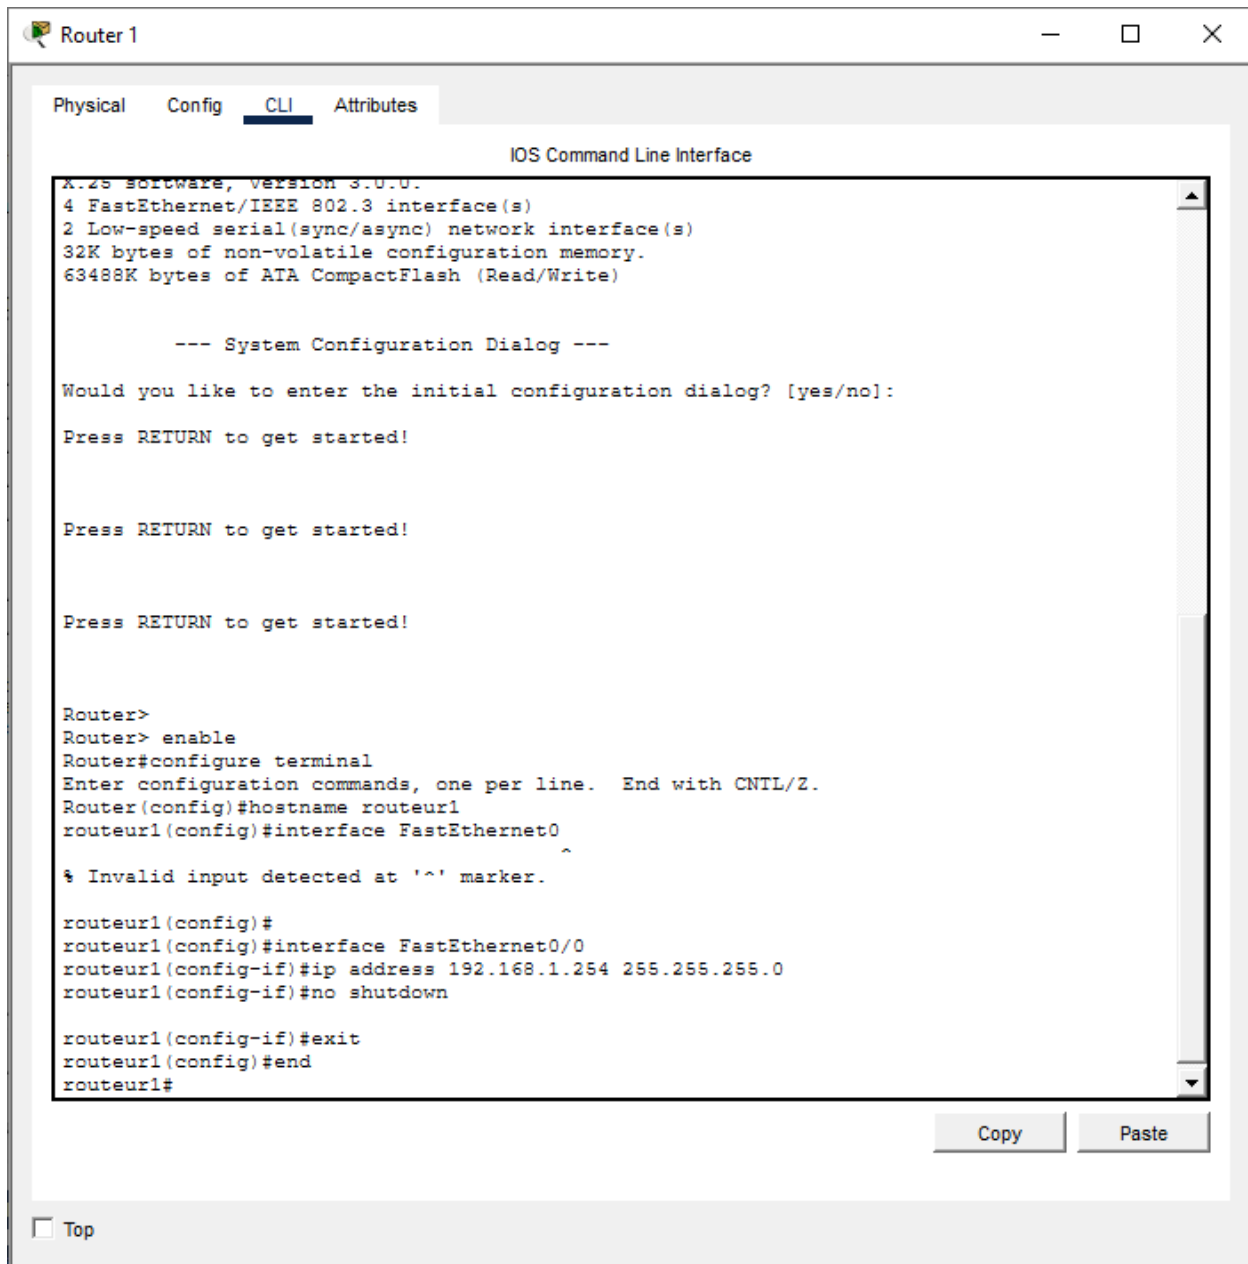 Router 1
Physical Config CLI Attributes
IOS Command Line Interface
X.25 software, Version 3.0.0.
4 FastEthernet/IEEE 802.3 interface(s)
2 Low-speed serial(sync/async) network interface(s)
32K bytes of non-volatile configuration memory.
63488K bytes of ATA CompactFlash (Read/Write)
--- System Configuration Dialog ---
Would you like to enter the initial configuration dialog? [yes/no]:
Press RETURN to get started!
Press RETURN to get started!
Press RETURN to get started!
Router>
Router> enable
Router#configure terminal
Enter configuration commands, one per line.  End with CNTL/Z.
Router(config)#hostname routeur1
routeur1(config)#interface FastEthernet0
^
% Invalid input detected at '^' marker.
routeur1(config)#
routeur1(config)#interface FastEthernet0/0
routeur1(config-if)#ip address 192.168.1.254 255.255.255.0
routeur1(config-if)#no shutdown
routeur1(config-if)#exit
routeur1(config)#end
routeur1#
Copy Paste
Top